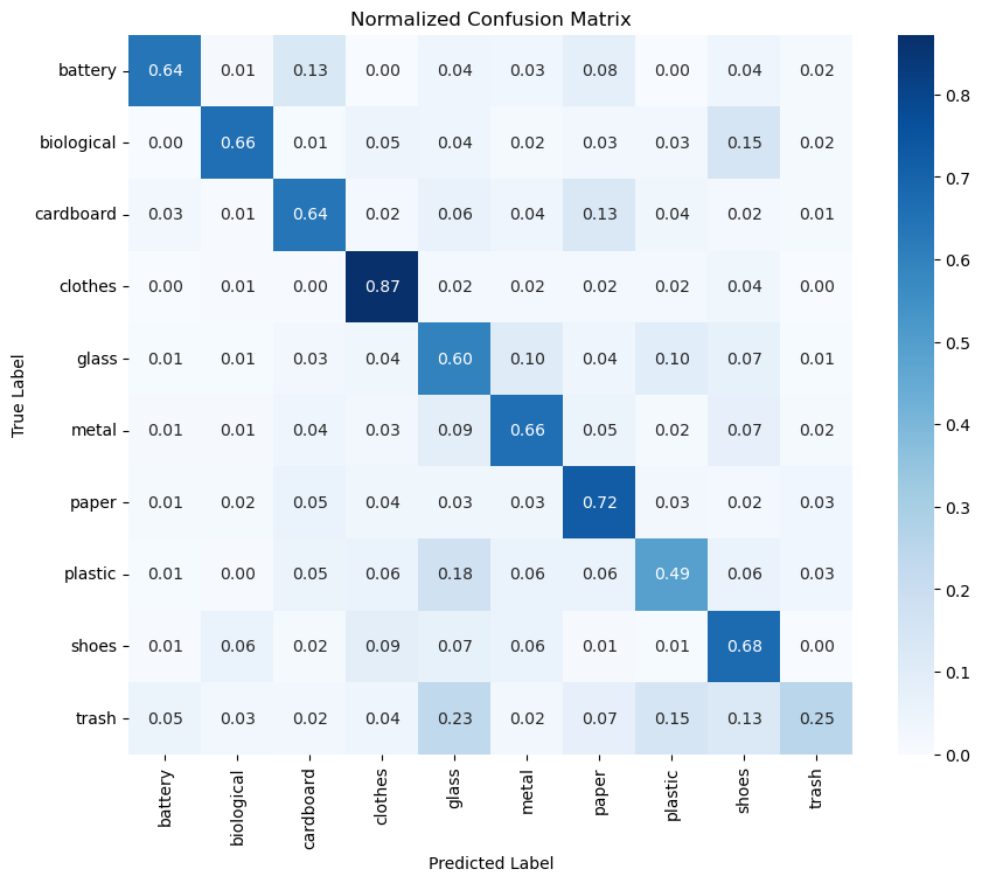 Normalized Confusion Matrix
battery 0.64 0.01 0.13 0.00 0.04 0.03 0.08 0.00 0.04 0.02
biological 0.00 0.66 0.01 0.05 0.04 0.02 0.03 0.03 0.15 0.02
cardboard 0.03 0.01 0.64 0.02 0.06 0.04 0.13 0.04 0.02 0.01
clothes 0.00 0.01 0.00 0.87 0.02 0.02 0.02 0.02 0.04 0.00
glass 0.01 0.01 0.03 0.04 0.60 0.10 0.04 0.10 0.07 0.01
metal 0.01 0.01 0.04 0.03 0.09 0.66 0.05 0.02 0.07 0.02
paper 0.01 0.02 0.05 0.04 0.03 0.03 0.72 0.03 0.02 0.03
plastic 0.01 0.00 0.05 0.06 0.18 0.06 0.06 0.49 0.06 0.03
shoes 0.01 0.06 0.02 0.09 0.07 0.06 0.01 0.01 0.68 0.00
trash 0.05 0.03 0.02 0.04 0.23 0.02 0.07 0.15 0.13 0.25
True Label
battery biological cardboard clothes glass metal paper plastic shoes trash
Predicted Label
0.8
0.7
0.6
0.5
0.4
0.3
0.2
0.1
0.0